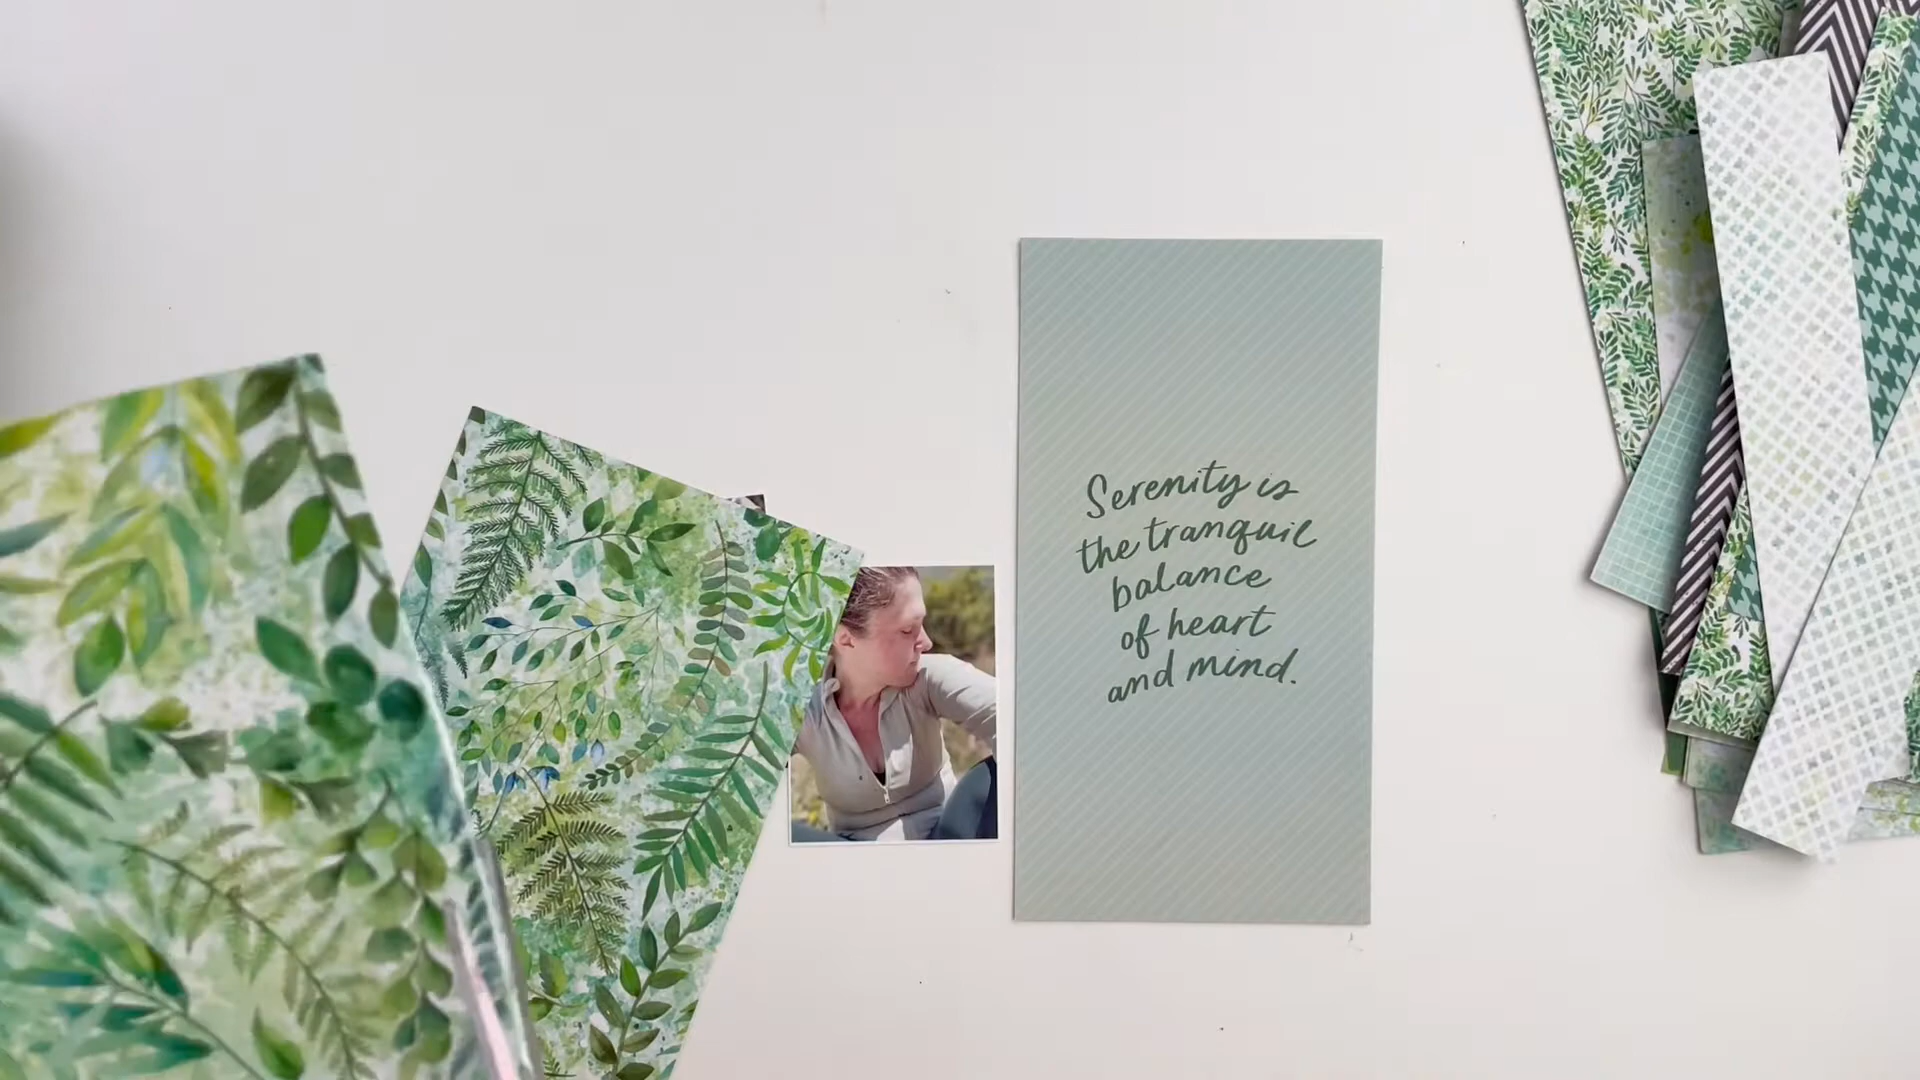 Serenity is
the tranquil
balance
of heart
and mind.